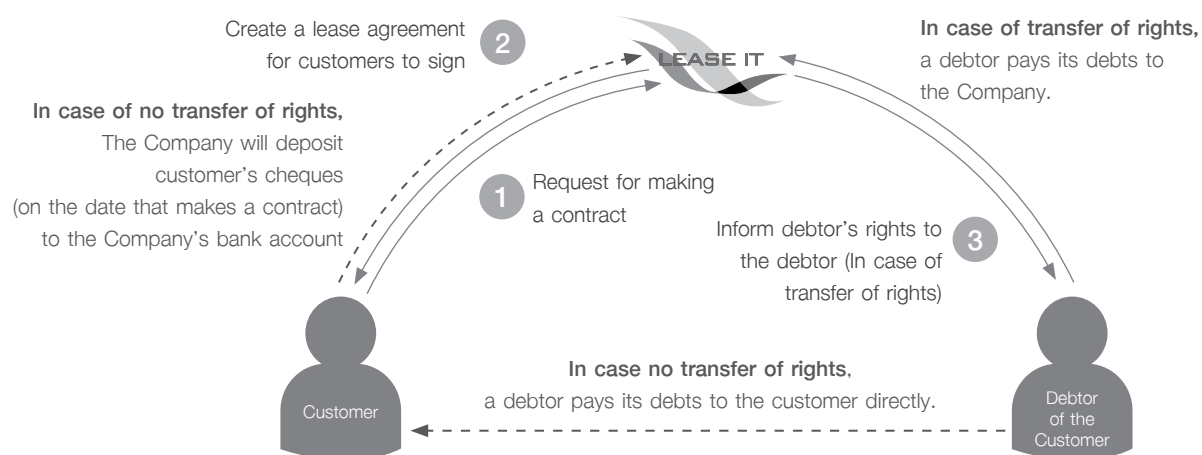 Create a lease agreement
for customers to sign
2
LEASE IT
In case of transfer of rights,
a debtor pays its debts to
the Company.
In case of no transfer of rights,
The Company will deposit
customer's cheques
(on the date that makes a contract)
to the Company's bank account
1
Request for making
a contract
Inform debtor's rights to
the debtor (In case of
transfer of rights)
3
In case no transfer of rights,
a debtor pays its debts to the customer directly.
Customer
Debtor
of the
Customer